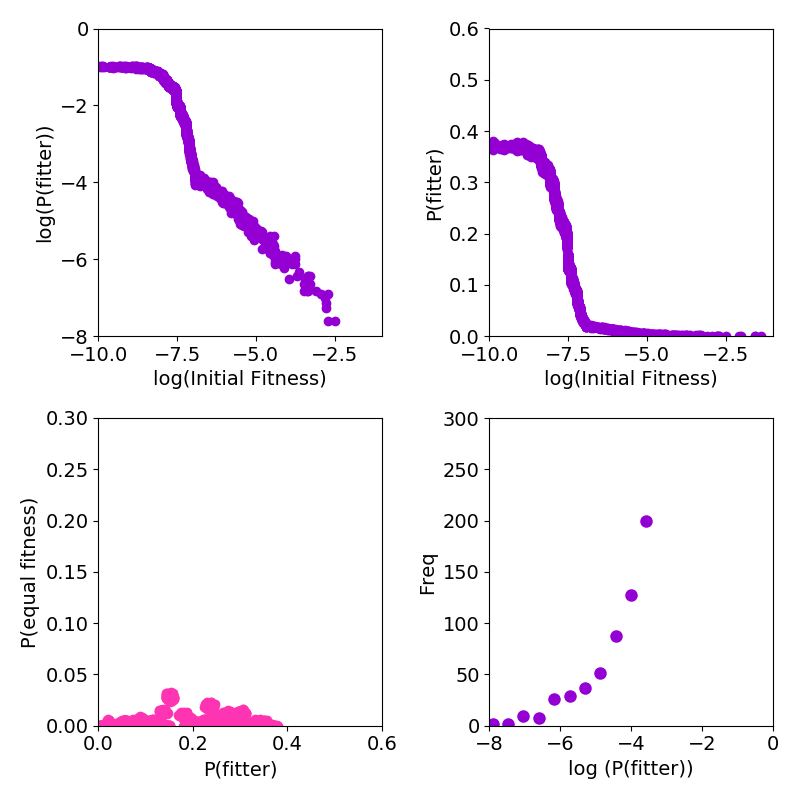 0
−2
−4
−6
−8
log(P(fitter))
−10.0 −7.5 −5.0 −2.5
log(Initial Fitness)
0.6
0.5
0.4
0.3
0.2
0.1
0.0
P(fitter)
−10.0 −7.5 −5.0 −2.5
log(Initial Fitness)
0.30
0.25
0.20
0.15
0.10
0.05
0.00
P(equal fitness)
0.0 0.2 0.4 0.6
P(fitter)
300
250
200
150
100
50
0
Freq
−8 −6 −4 −2 0
log (P(fitter))